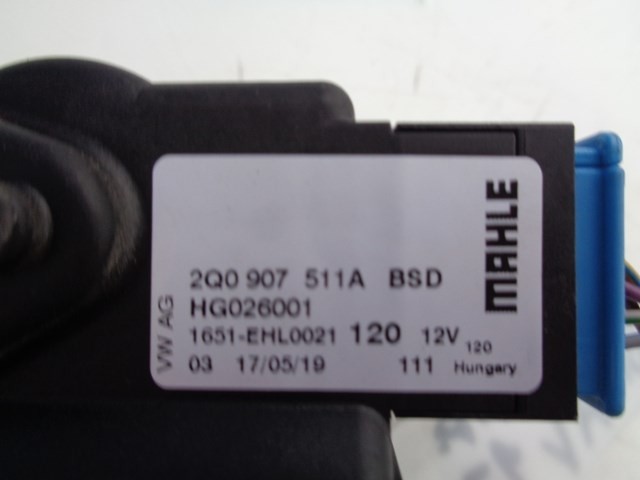 2Q0 907 511A BSD
HG026001
1651-EHL0021 120 12V 120
03 17/05/19 111 Hungary
VW AG
MAHLE